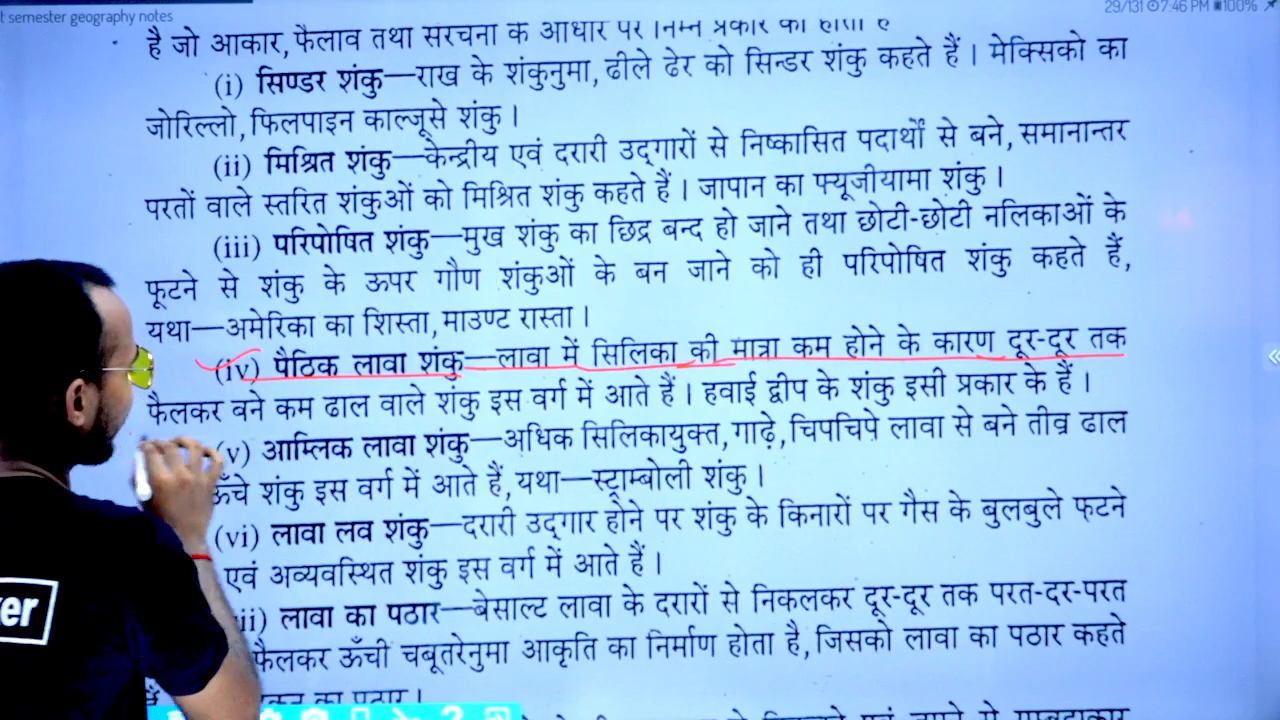 t semester geography notes
29/131 7:46 PM 100%
है जो आकार, फैलाव तथा संरचना के आधार पर निम्न प्रकार का होता है
(i) सिण्डर शंकु—राख के शंकुनुमा, ढीले ढेर को सिन्डर शंकु कहते हैं। मेक्सिको का
जोरिल्लो, फिलपाइन काल्जूसे शंकु।
(ii) मिश्रित शंकु—केन्द्रीय एवं दरारी उद्गारों से निष्कासित पदार्थों से बने, समानान्तर
परतों वाले स्तरित शंकुओं को मिश्रित शंकु कहते हैं। जापान का फ्यूजीयामा शंकु।
(iii) परिपोषित शंकु—मुख शंकु का छिद्र बन्द हो जाने तथा छोटी-छोटी नलिकाओं के
फूटने से शंकु के ऊपर गौण शंकुओं के बन जाने को ही परिपोषित शंकु कहते हैं,
यथा—अमेरिका का शिस्ता, माउण्ट रास्ता।
(iv) पैठिक लावा शंकु—लावा में सिलिका की मात्रा कम होने के कारण दूर-दूर तक
फैलकर वने कम ढाल वाले शंकु इस वर्ग में आते हैं। हवाई द्वीप के शंकु इसी प्रकार के हैं।
(v) आम्लिक लावा शंकु—अधिक सिलिकायुक्त, गाढ़े, चिपचिपे लावा से बने तीव्र ढाल
ऊँचे शंकु इस वर्ग में आते हैं, यथा—स्ट्राम्बोली शंकु।
(vi) लावा लव शंकु—दरारी उद्गार होने पर शंकु के किनारों पर गैस के बुलबुले फटने
एवं अव्यवस्थित शंकु इस वर्ग में आते हैं।
ii) लावा का पठार—बेसाल्ट लावा के दरारों से निकलकर दूर-दूर तक परत-दर-परत
फैलकर ऊँची चबूतरेनुमा आकृति का निर्माण होता है, जिसको लावा का पठार कहते
का पठार।
er